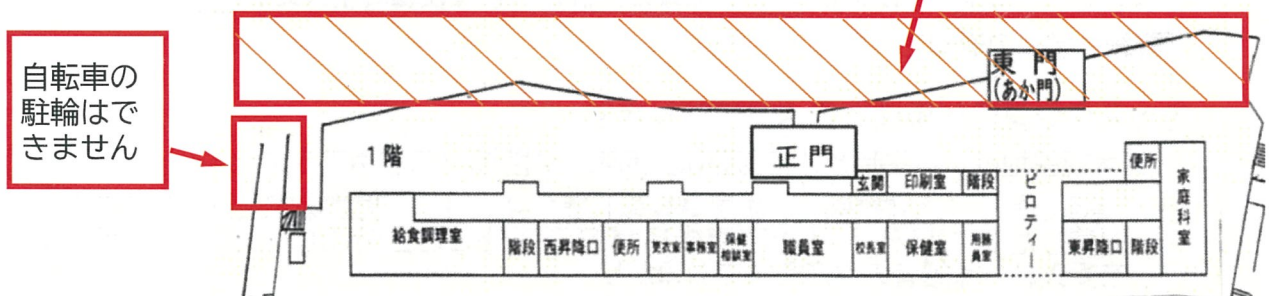 自転車の
駐輪はで
きません
東門
(あか門)
正門
1階
便所
玄関
印刷室
階段
ピロティー
家庭科室
給食調理室
階段
西昇降口
便所
更衣室
事務室
保健
相談室
職員室
校長室
保健室
用務
員室
東昇降口
階段